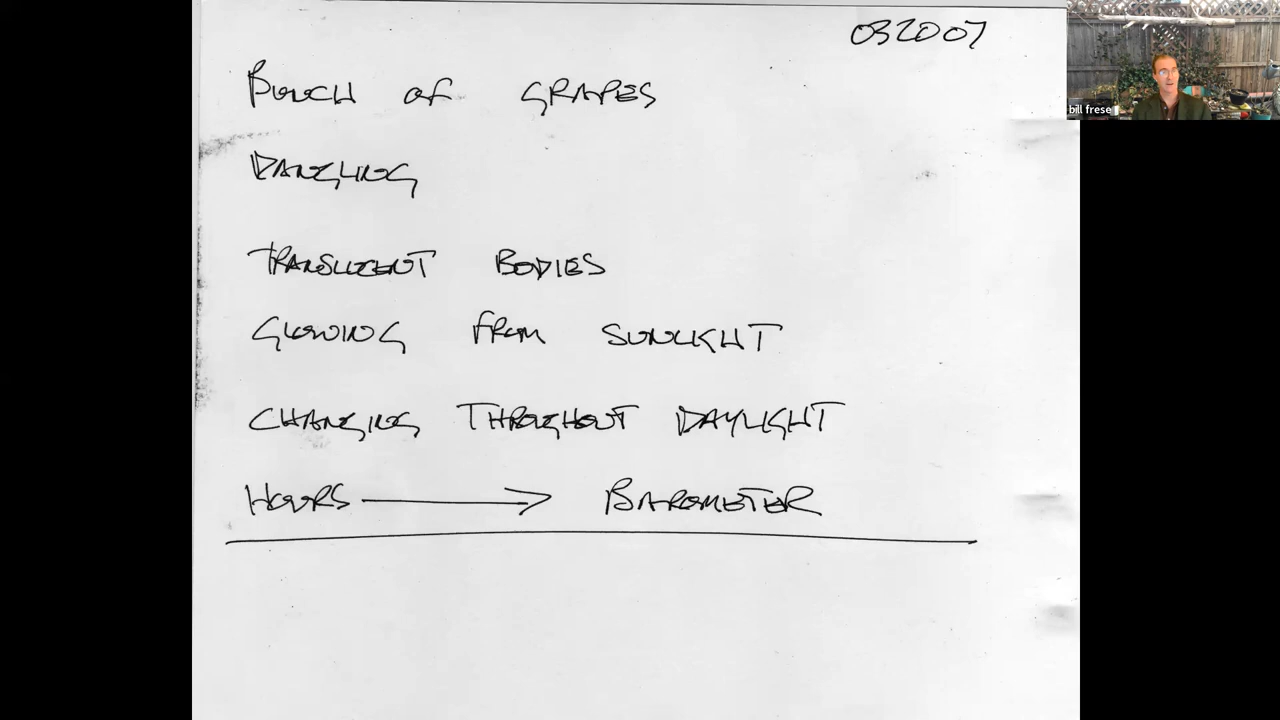 032007
BUNCH OF GRAPES
DANGLING
TRANSLUCENT BODIES
GLOWING FROM SUNLIGHT
CHANGING THROUGHOUT DAYLIGHT
HOURS → BAROMETER
bill frese